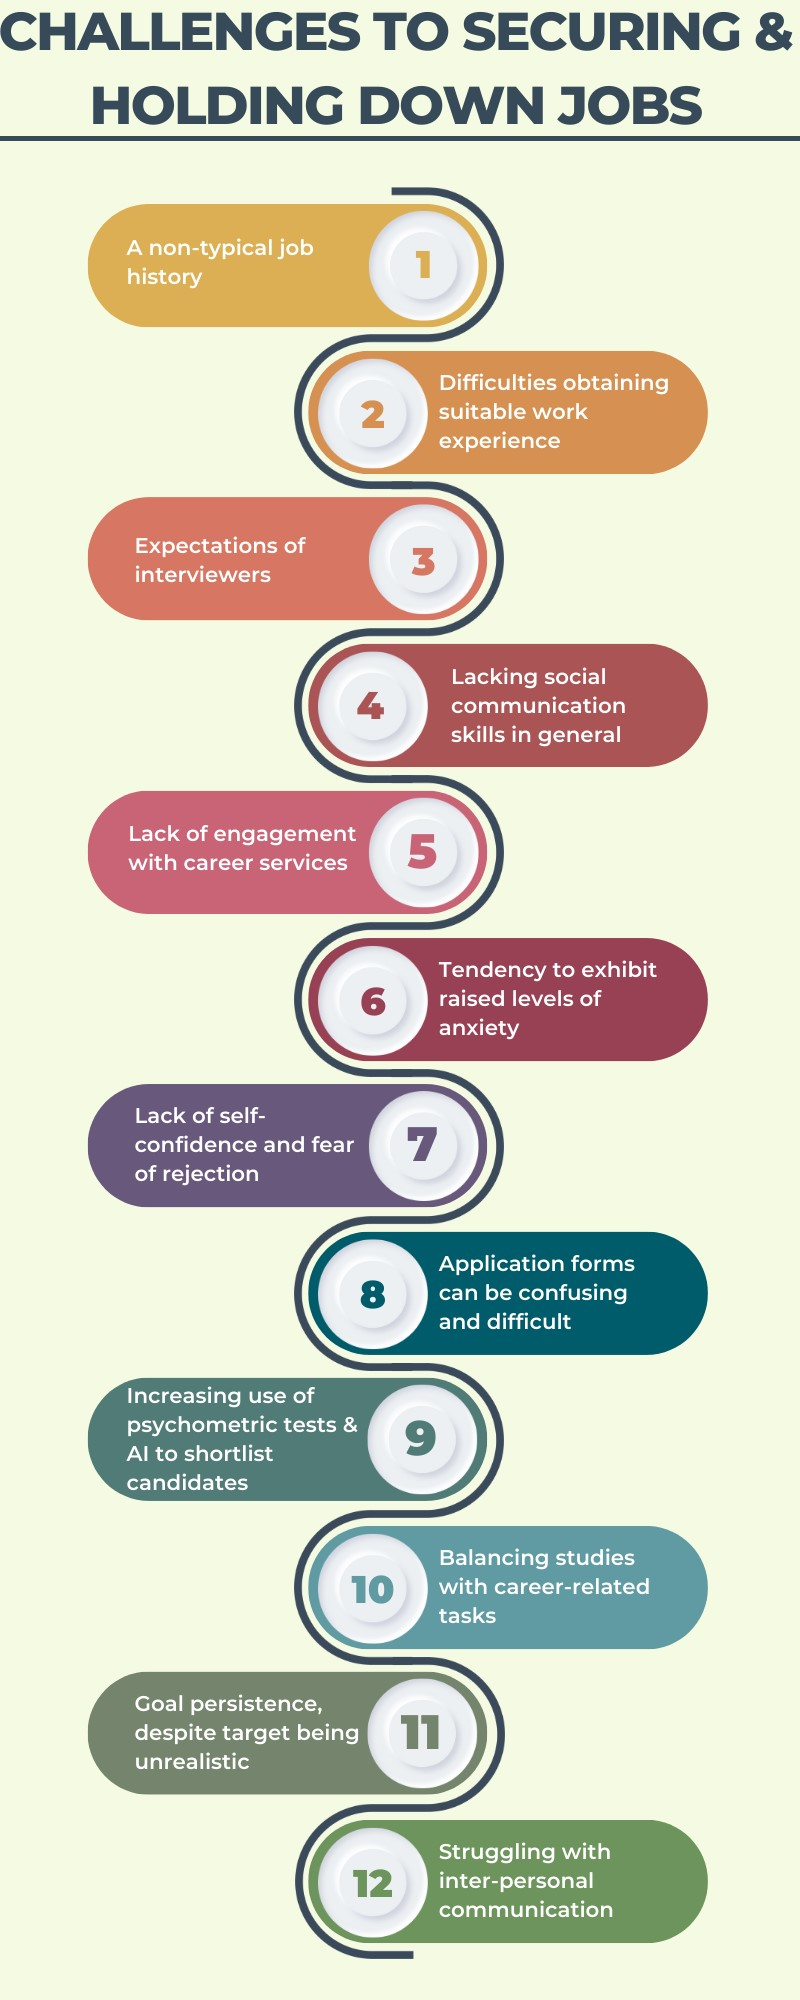 CHALLENGES TO SECURING &
HOLDING DOWN JOBS
A non-typical job
history
1
2
Difficulties obtaining
suitable work
experience
Expectations of
interviewers
3
4
Lacking social
communication
skills in general
Lack of engagement
with career services
5
6
Tendency to exhibit
raised levels of
anxiety
Lack of self-
confidence and fear
of rejection
7
8
Application forms
can be confusing
and difficult
Increasing use of
psychometric tests &
AI to shortlist
candidates
9
10
Balancing studies
with career-related
tasks
Goal persistence,
despite target being
unrealistic
11
12
Struggling with
inter-personal
communication